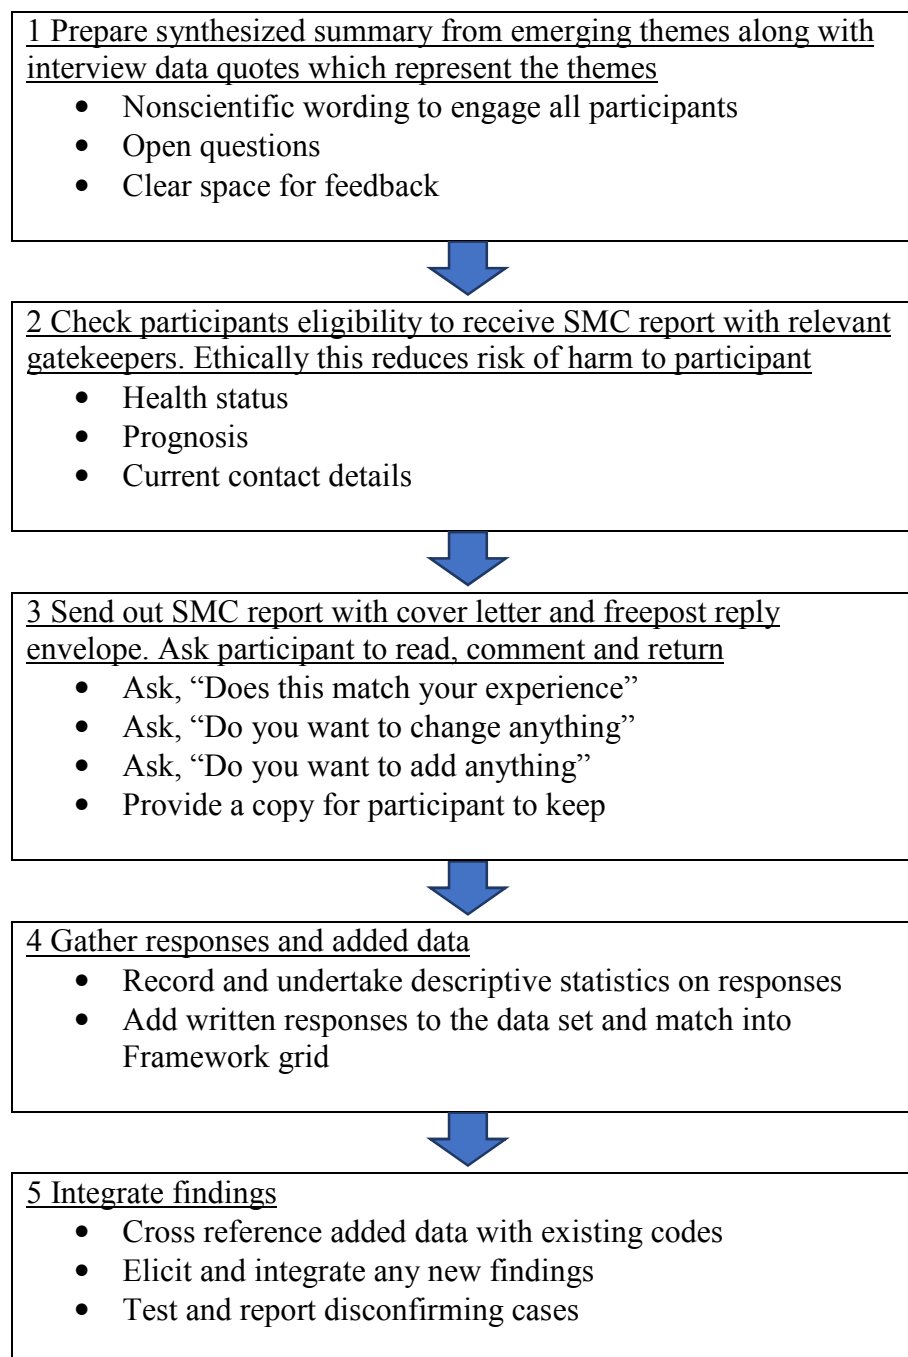 1 Prepare synthesized summary from emerging themes along with
interview data quotes which represent the themes
• Nonscientific wording to engage all participants
• Open questions
• Clear space for feedback
2 Check participants eligibility to receive SMC report with relevant
gatekeepers. Ethically this reduces risk of harm to participant
• Health status
• Prognosis
• Current contact details
3 Send out SMC report with cover letter and freepost reply
envelope. Ask participant to read, comment and return
• Ask, “Does this match your experience”
• Ask, “Do you want to change anything”
• Ask, “Do you want to add anything”
• Provide a copy for participant to keep
4 Gather responses and added data
• Record and undertake descriptive statistics on responses
• Add written responses to the data set and match into
Framework grid
5 Integrate findings
• Cross reference added data with existing codes
• Elicit and integrate any new findings
• Test and report disconfirming cases